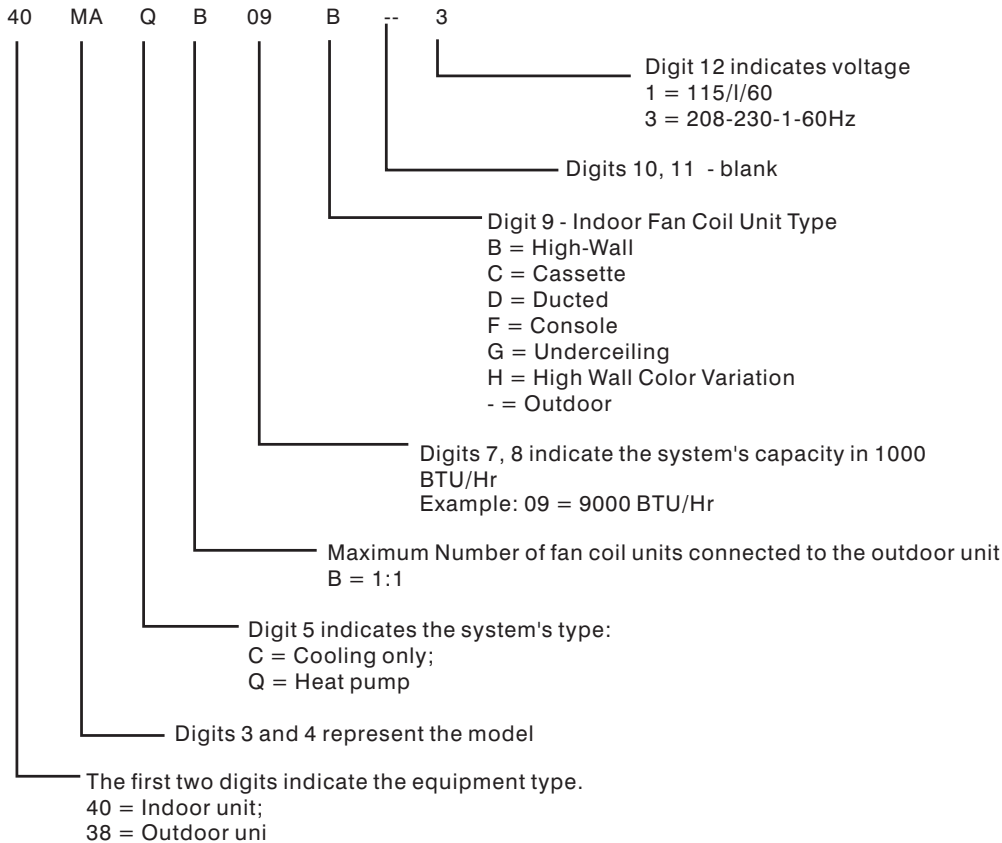 40 MA Q B 09 B -- 3
Digit 12 indicates voltage
1 = 115/l/60
3 = 208-230-1-60Hz
Digits 10, 11 - blank
Digit 9 - Indoor Fan Coil Unit Type
B = High-Wall
C = Cassette
D = Ducted
F = Console
G = Underceiling
H = High Wall Color Variation
- = Outdoor
Digits 7, 8 indicate the system's capacity in 1000
BTU/Hr
Example: 09 = 9000 BTU/Hr
Maximum Number of fan coil units connected to the outdoor unit
B = 1:1
Digit 5 indicates the system's type:
C = Cooling only;
Q = Heat pump
Digits 3 and 4 represent the model
The first two digits indicate the equipment type.
40 = Indoor unit;
38 = Outdoor uni